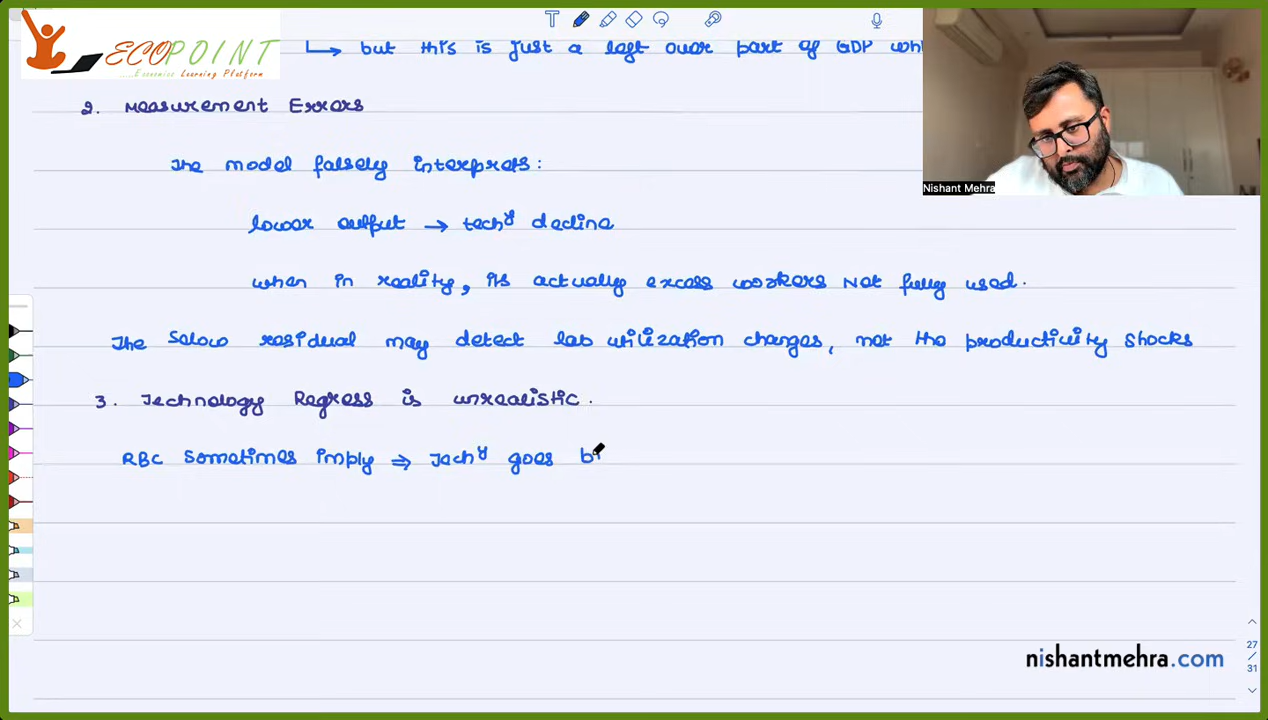 ECOPOINT
.....Economics Learning Platform
↳ but this is just a left over part of GDP wh
2. Measurement Errors
The model falsely interprets:
lower output → techʸ decline
when in reality, its actually excess workers Not fully used.
The Solow residual may detect lab utilization changes, not the productivity shocks
3. Technology Regress is unrealistic.
RBC sometimes imply ⇒ Techʸ goes
Nishant Mehra
nishantmehra.com
27
/
31